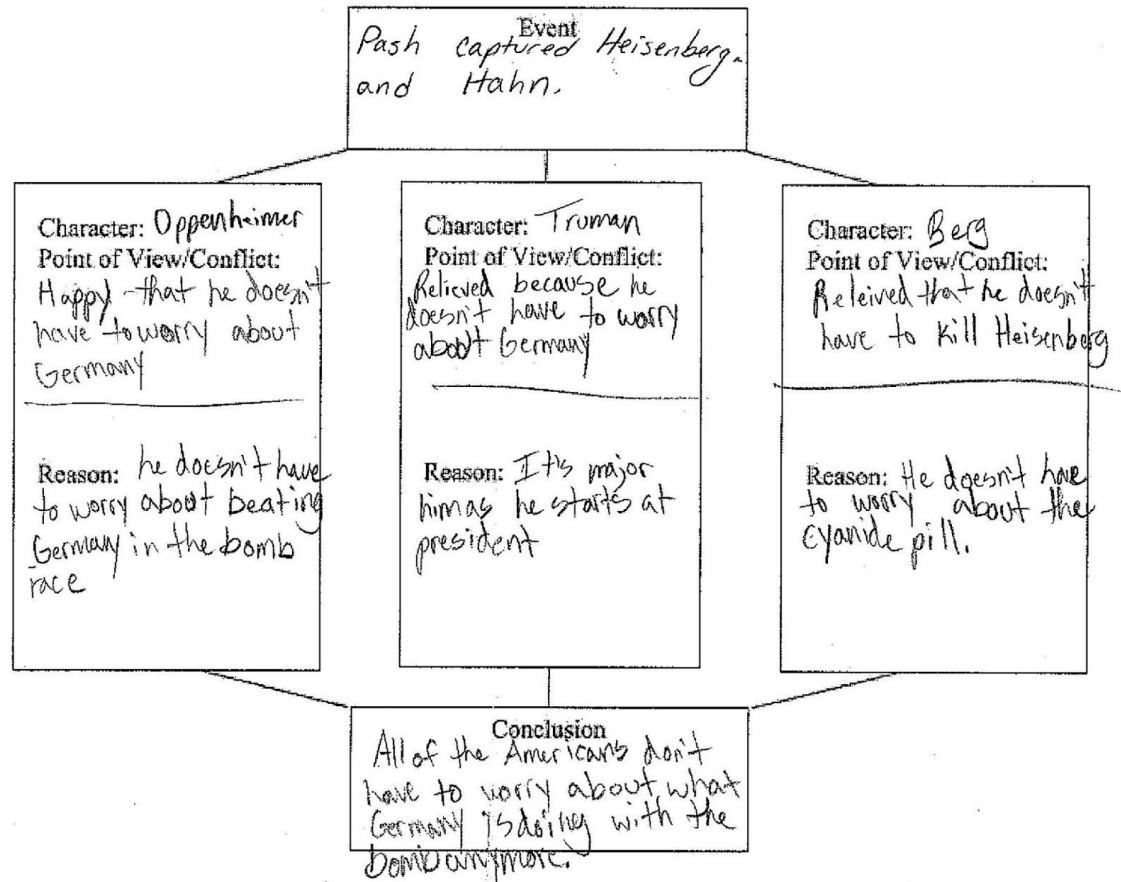 Event
Pash captured Heisenberg
and Hahn.
Character: Oppenheimer
Point of View/Conflict:
Happy that he doesn't
have to worry about
Germany
Reason: he doesn't have
to worry about beating
Germany in the bomb
race
Character: Truman
Point of View/Conflict:
Relieved because he
doesn't have to worry
about Germany
Reason: It's major
himas he starts at
president
Character: Berg
Point of View/Conflict:
Releived that he doesn't
have to kill Heisenberg
Reason: He doesn't have
to worry about the
cyanide pill.
Conclusion
All of the Americans don't
have to worry about what
Germany is doing with the
bomb anymore.